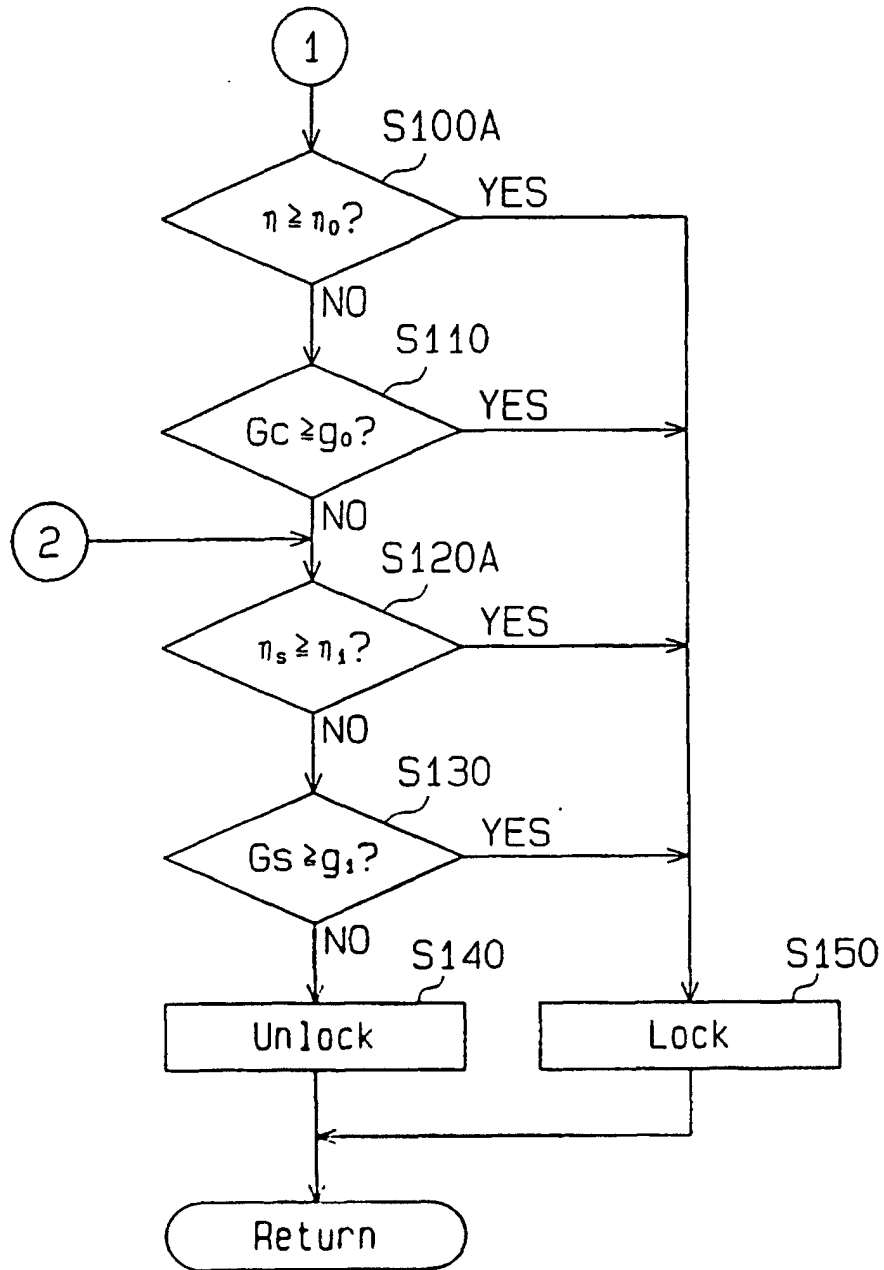 1
S100A
η≧η₀?
YES
NO
S110
Gc≧g₀?
YES
NO
2
S120A
ηₛ≧η₁?
YES
NO
S130
Gs≧g₁?
YES
NO
S140
S150
Unlock
Lock
Return